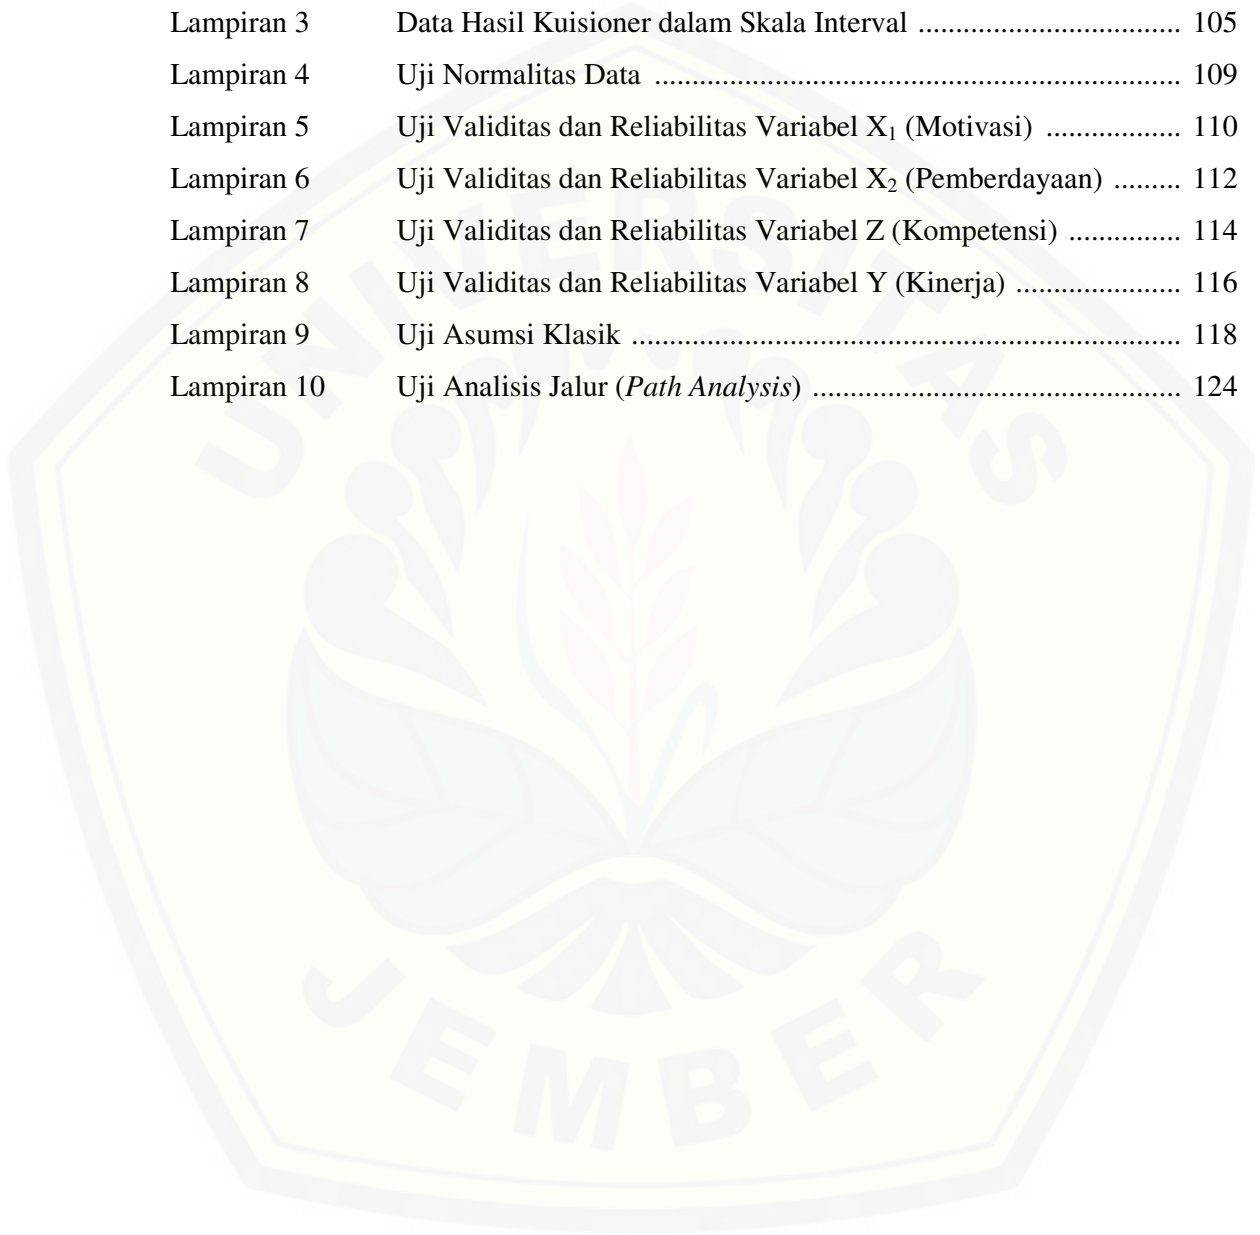 Lampiran 3 Data Hasil Kuisioner dalam Skala Interval ................................... 105
Lampiran 4 Uji Normalitas Data ...................................................................... 109
Lampiran 5 Uji Validitas dan Reliabilitas Variabel X₁ (Motivasi) .................. 110
Lampiran 6 Uji Validitas dan Reliabilitas Variabel X₂ (Pemberdayaan) ......... 112
Lampiran 7 Uji Validitas dan Reliabilitas Variabel Z (Kompetensi) ............... 114
Lampiran 8 Uji Validitas dan Reliabilitas Variabel Y (Kinerja) ...................... 116
Lampiran 9 Uji Asumsi Klasik ......................................................................... 118
Lampiran 10 Uji Analisis Jalur (Path Analysis) ................................................. 124
UNIVERSITAS
JEMBER